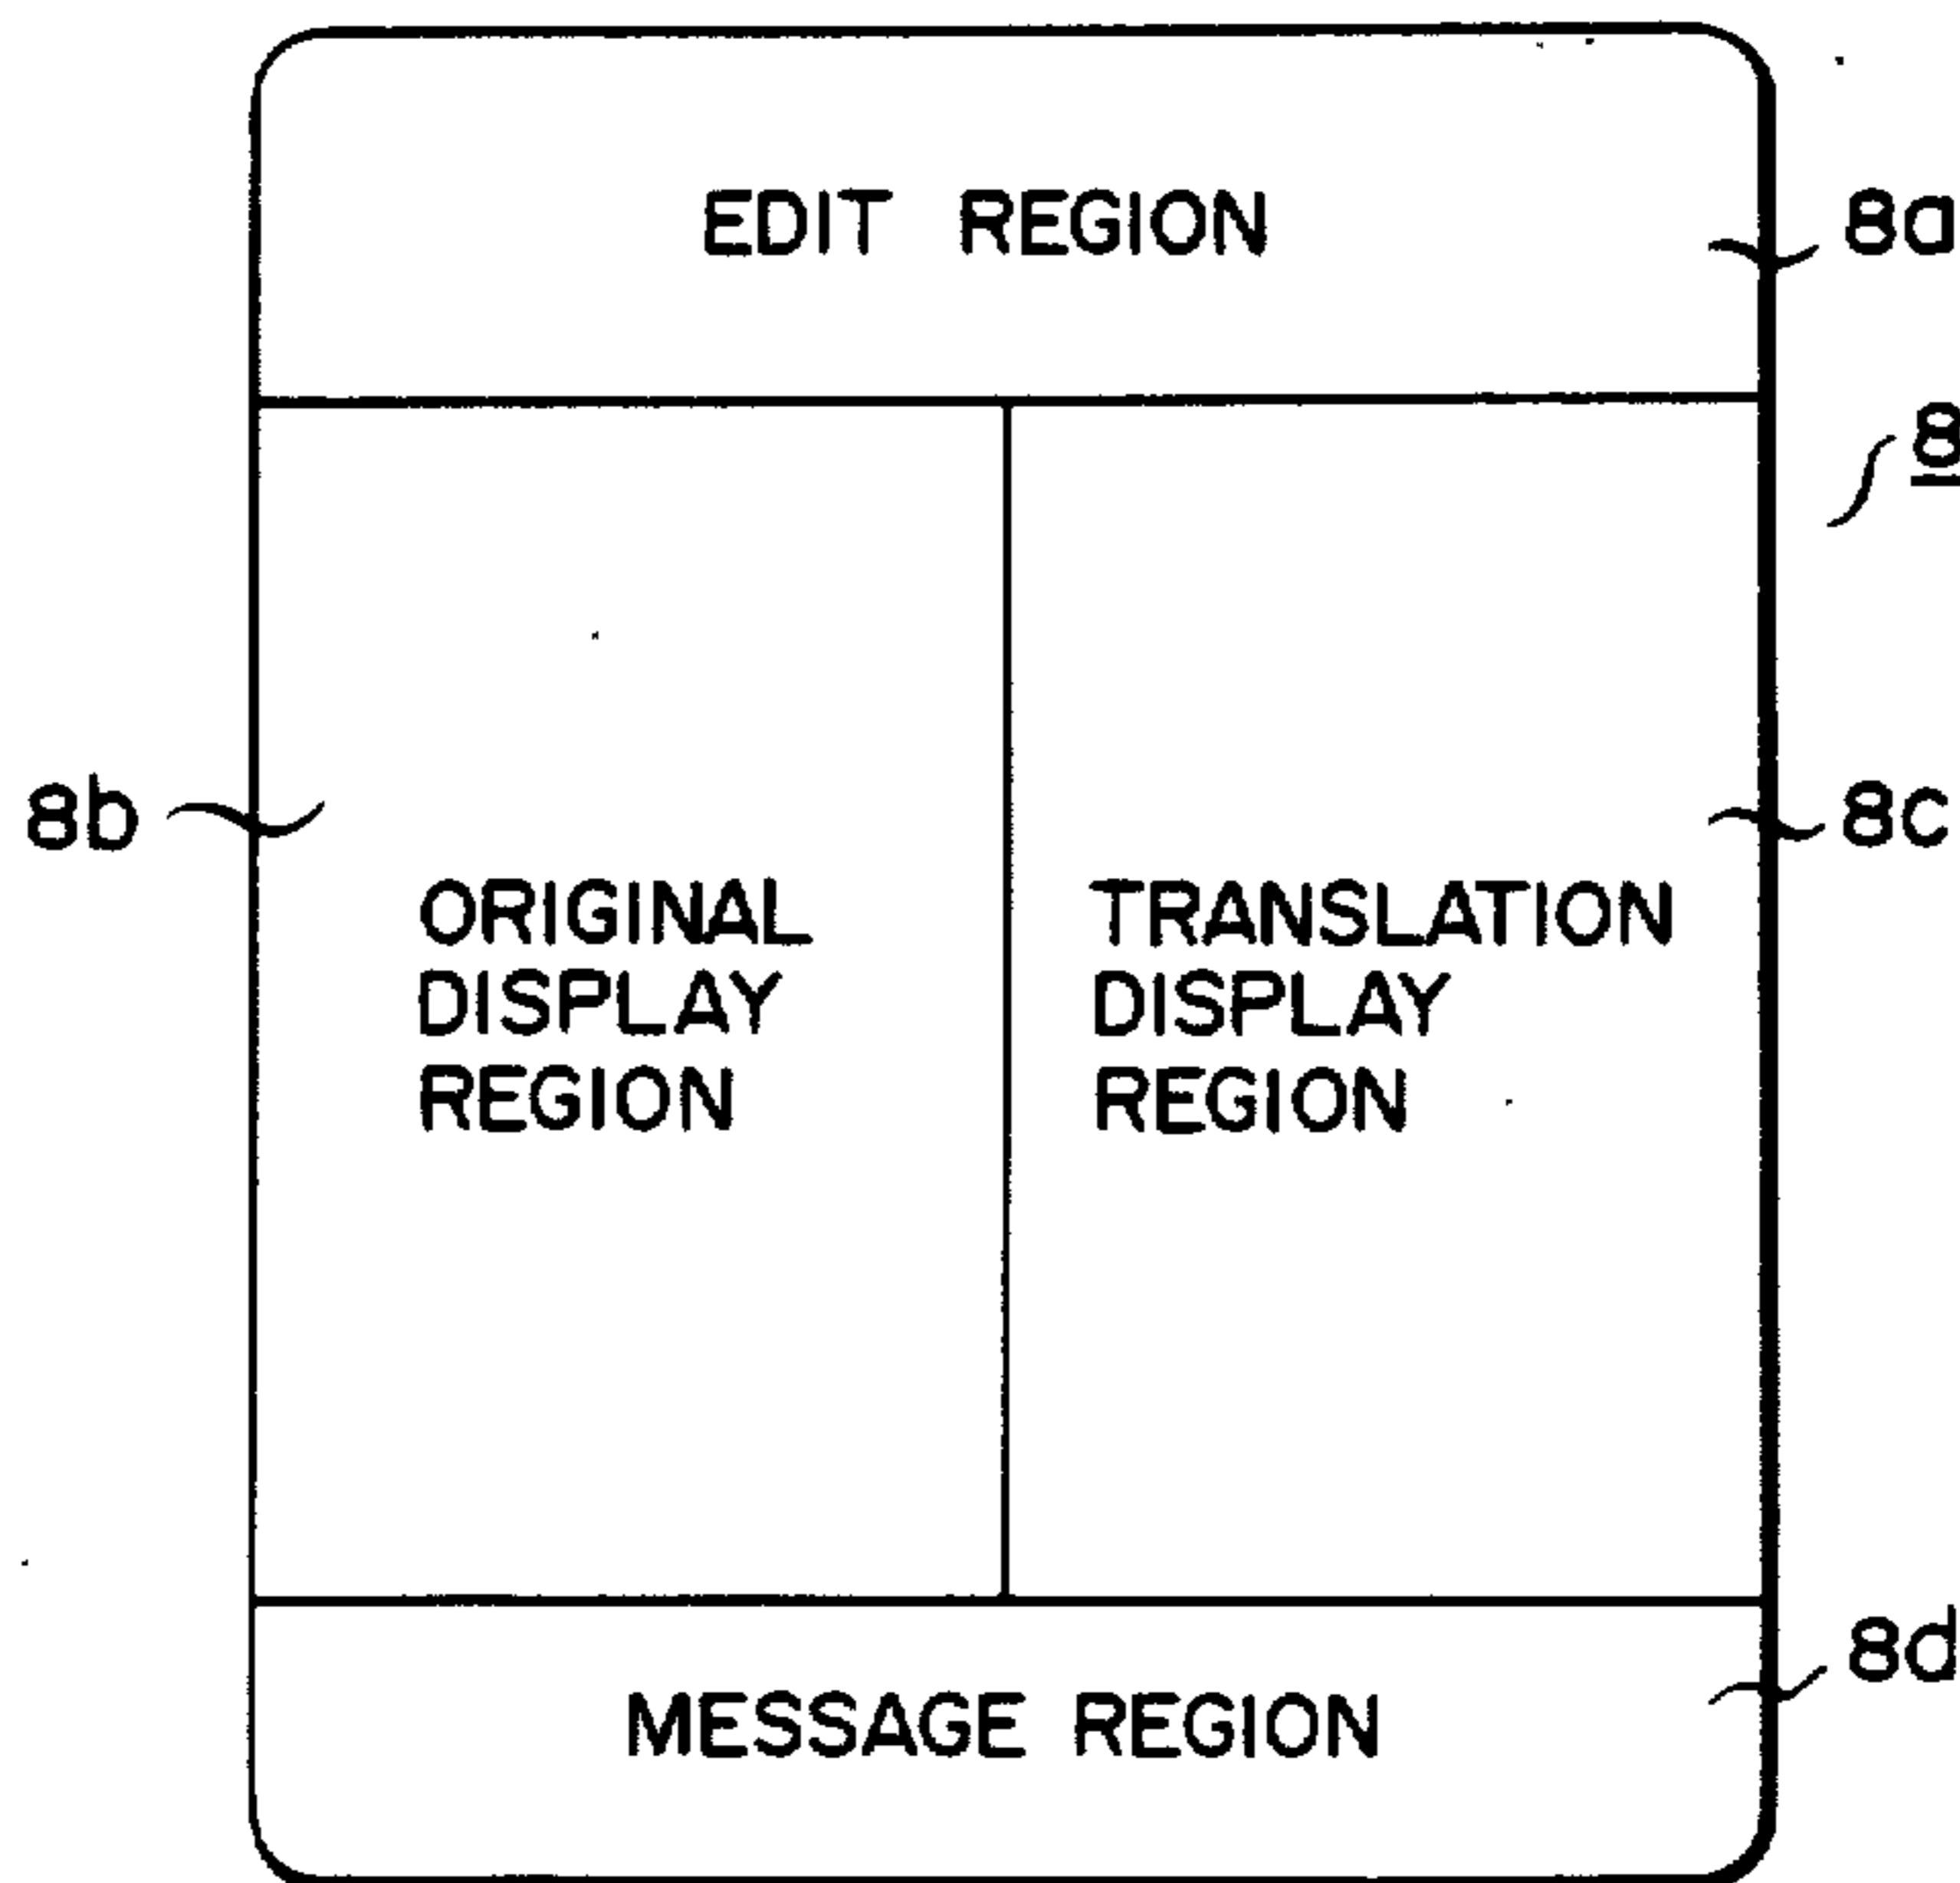 EDIT REGION
8a
8
8b
8c
ORIGINAL
DISPLAY
REGION
TRANSLATION
DISPLAY
REGION
8d
MESSAGE REGION